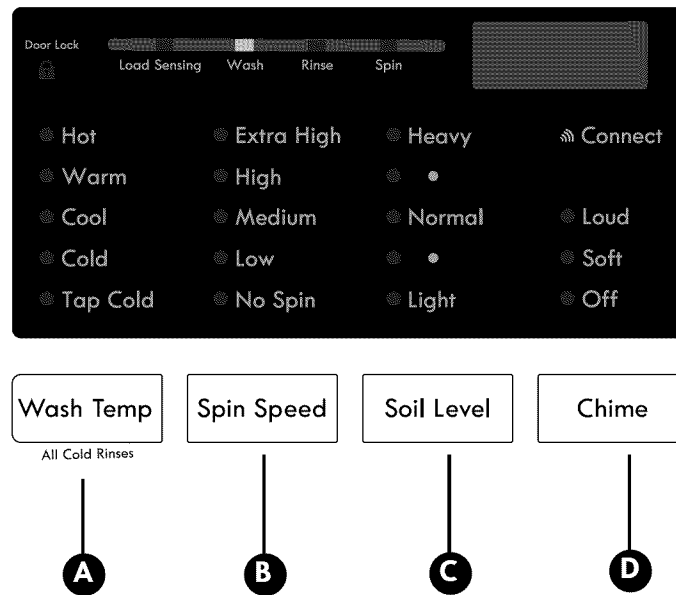 Door Lock
Load Sensing Wash Rinse Spin
Hot Extra High Heavy Connect
Warm High
Cool Medium Normal Loud
Cold Low Soft
Tap Cold No Spin Light Off
Wash Temp Spin Speed Soil Level Chime
All Cold Rinses
A B C D